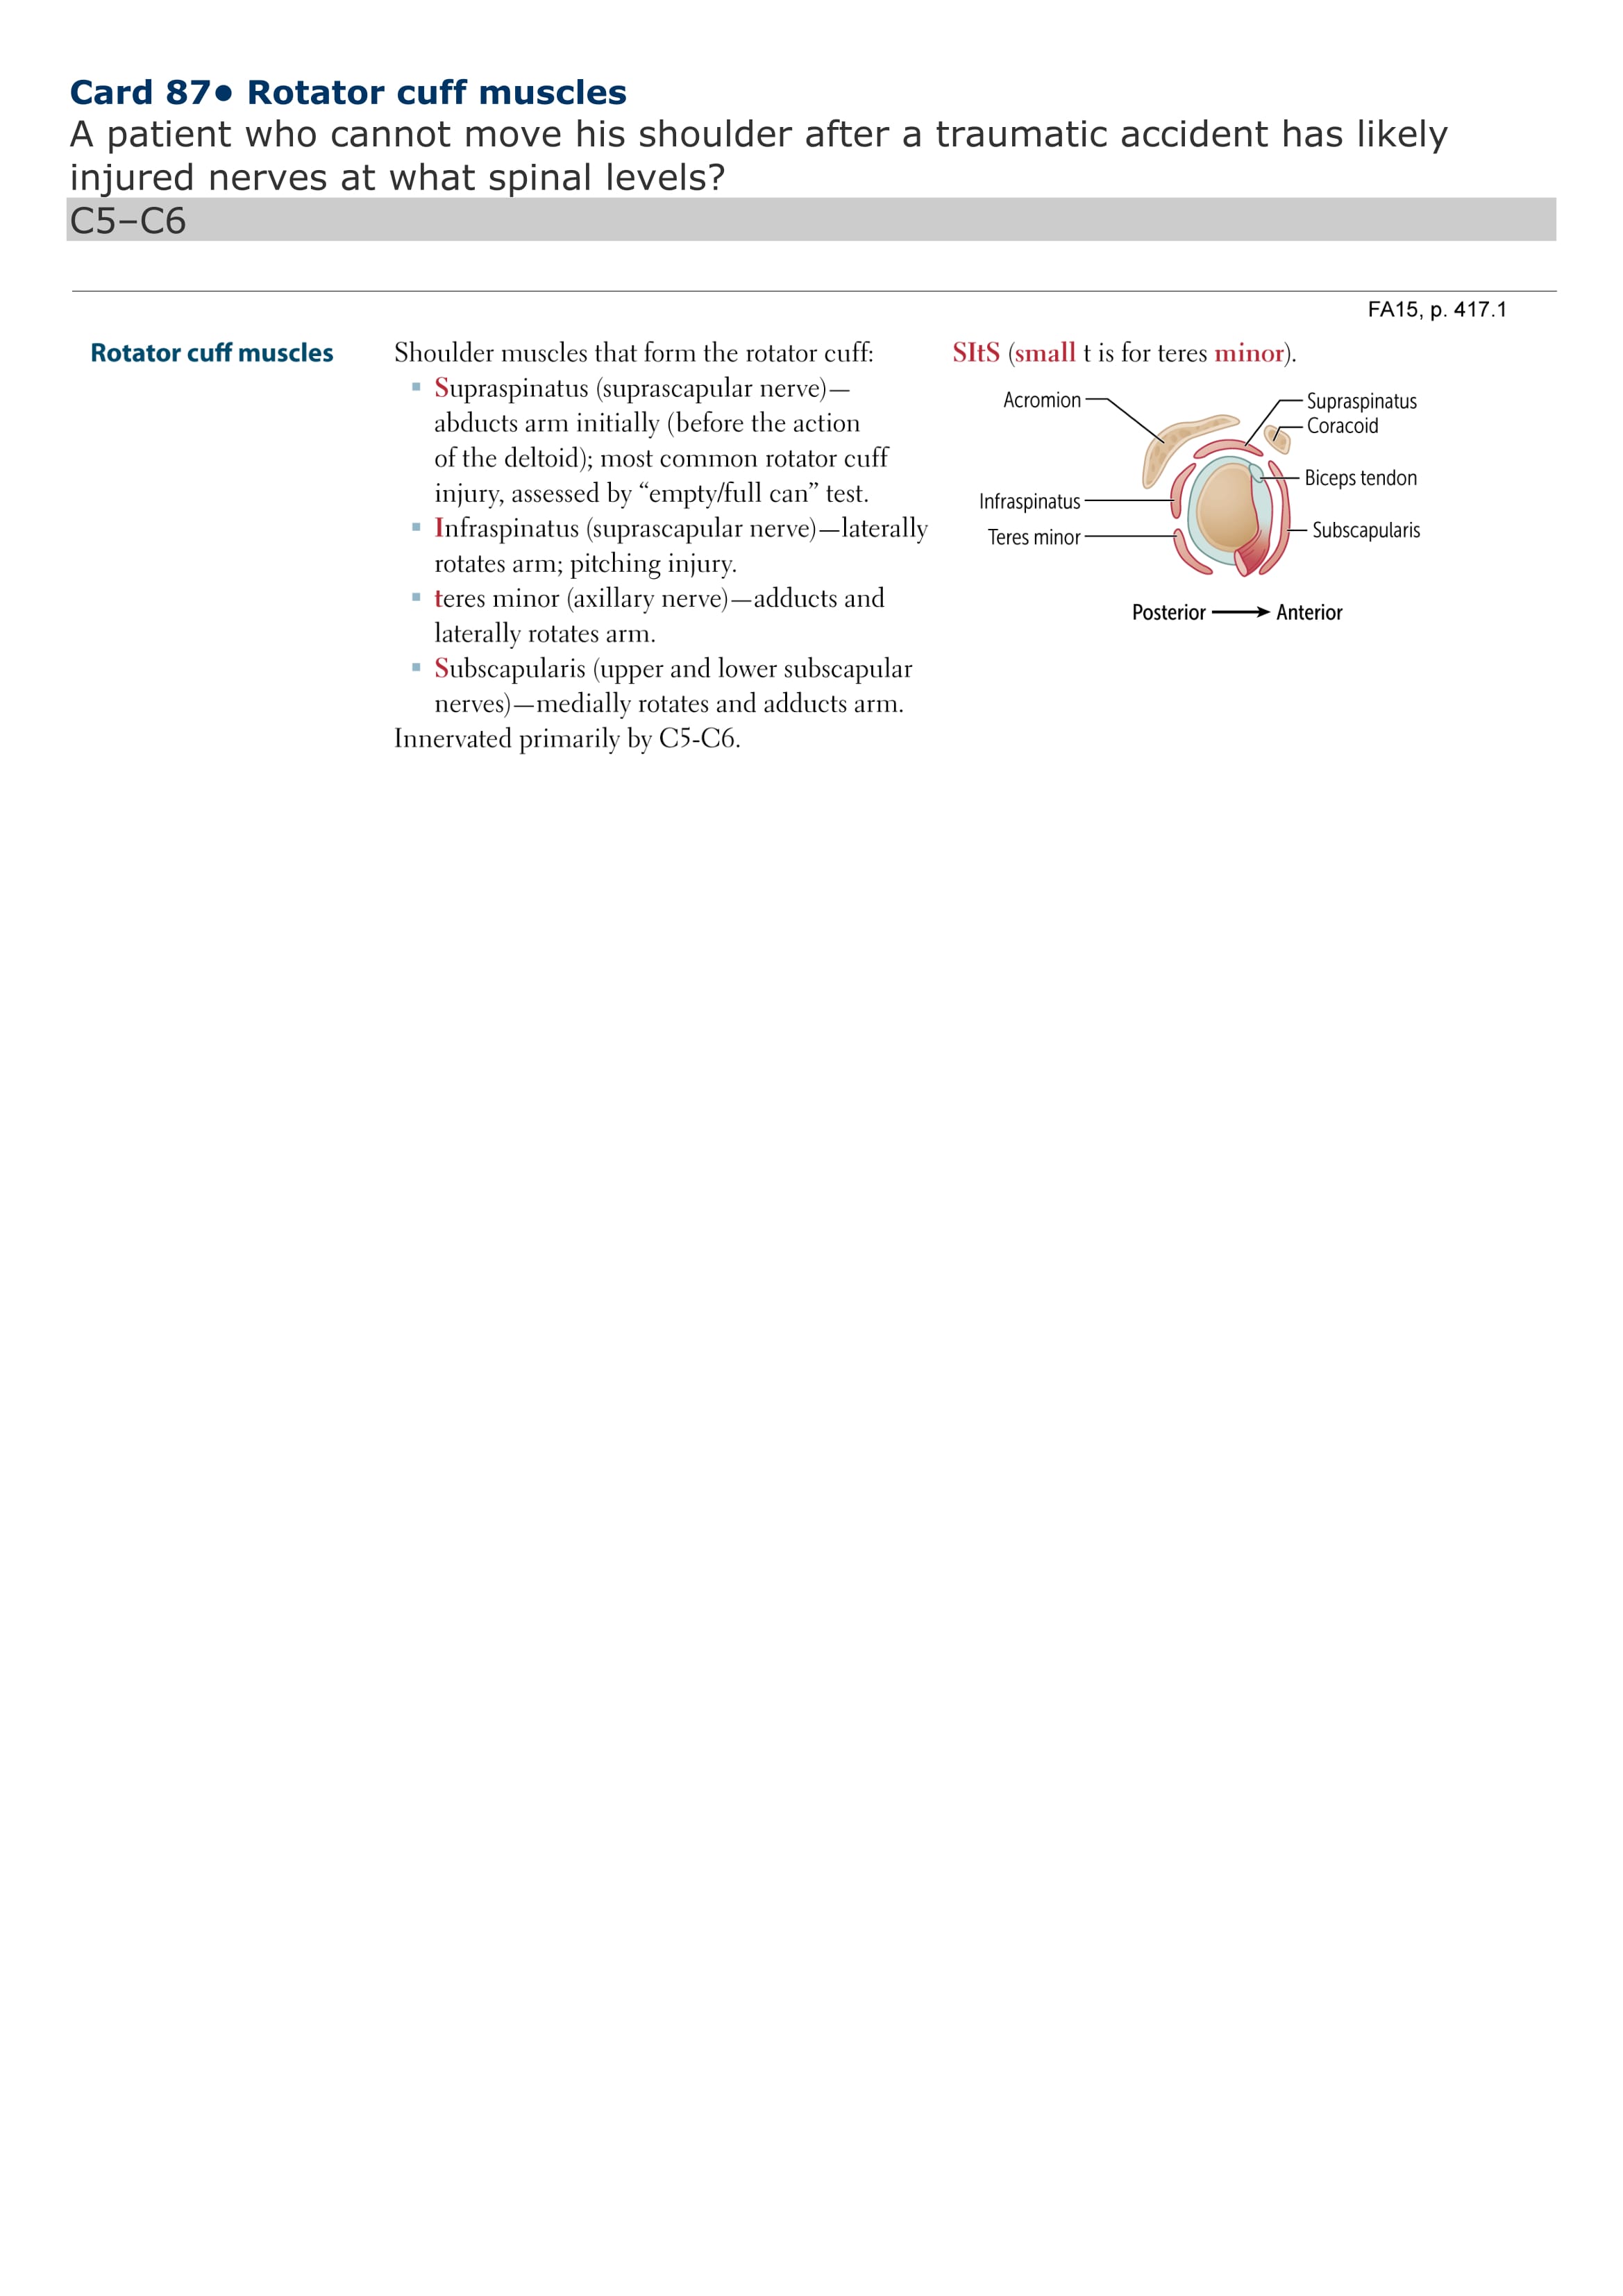 Card 87● Rotator cuff muscles
A patient who cannot move his shoulder after a traumatic accident has likely
injured nerves at what spinal levels?
C5–C6
FA15, p. 417.1
Rotator cuff muscles
Shoulder muscles that form the rotator cuff:
▪ Supraspinatus (suprascapular nerve)—
abducts arm initially (before the action
of the deltoid); most common rotator cuff
injury, assessed by “empty/full can” test.
▪ Infraspinatus (suprascapular nerve)—laterally
rotates arm; pitching injury.
▪ teres minor (axillary nerve)—adducts and
laterally rotates arm.
▪ Subscapularis (upper and lower subscapular
nerves)—medially rotates and adducts arm.
Innervated primarily by C5-C6.
SItS (small t is for teres minor).
Acromion
Supraspinatus
Coracoid
Biceps tendon
Infraspinatus
Subscapularis
Teres minor
Posterior → Anterior